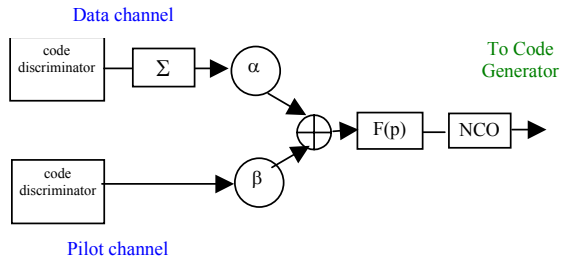 Data channel
code
discriminator
Σ
α
To Code
Generator
F(p)
NCO
code
discriminator
β
Pilot channel